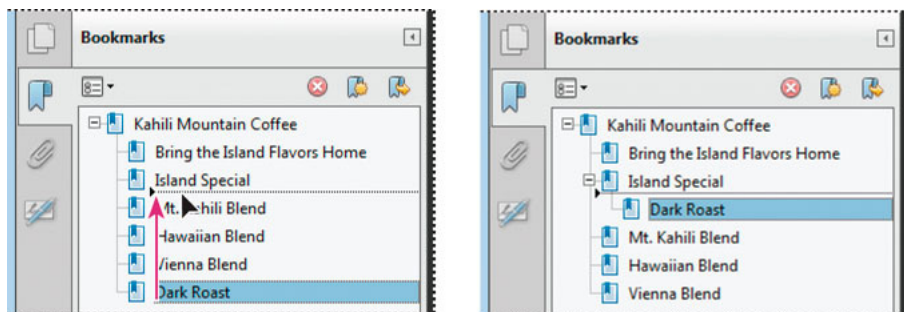 Bookmarks
Kahili Mountain Coffee
Bring the Island Flavors Home
Island Special
Mt. Kahili Blend
Hawaiian Blend
Vienna Blend
Dark Roast
Bookmarks
Kahili Mountain Coffee
Bring the Island Flavors Home
Island Special
Dark Roast
Mt. Kahili Blend
Hawaiian Blend
Vienna Blend